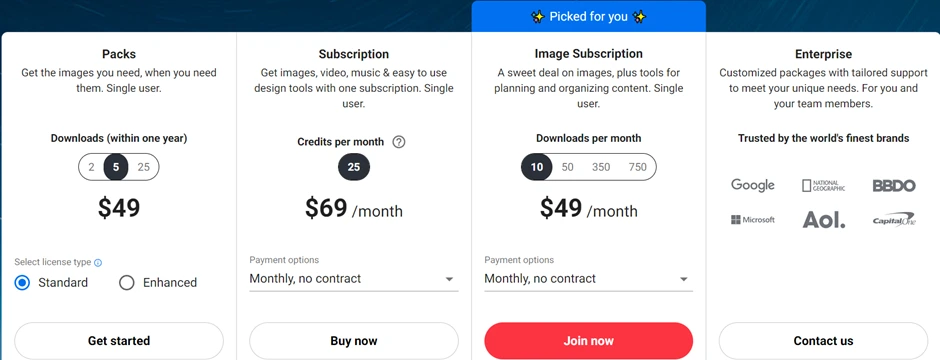 ✨ Picked for you ✨
Packs
Get the images you need, when you need
them. Single user.
Downloads (within one year)
2 5 25
$49
Select license type
Standard Enhanced
Get started
Subscription
Get images, video, music & easy to use
design tools with one subscription. Single
user.
Credits per month ?
25
$69 /month
Payment options
Monthly, no contract
Buy now
Image Subscription
A sweet deal on images, plus tools for
planning and organizing content. Single
user.
Downloads per month
10 50 350 750
$49 /month
Payment options
Monthly, no contract
Join now
Enterprise
Customized packages with tailored support
to meet your unique needs. For you and
your team members.
Trusted by the world's finest brands
Google
NATIONAL
GEOGRAPHIC
BBDO
Microsoft
Aol.
Capital One
Contact us